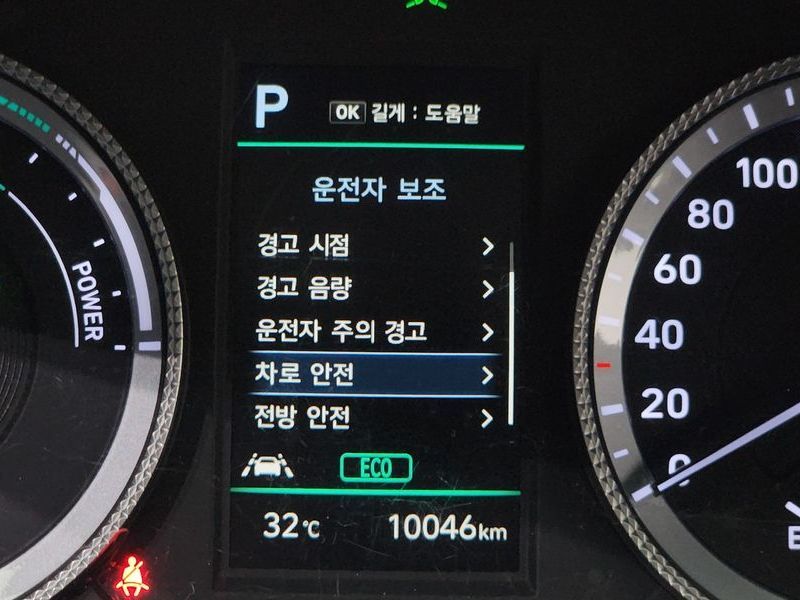 P
OK 길게 : 도움말
운전자 보조
경고 시점
경고 음량
운전자 주의 경고
차로 안전
전방 안전
ECO
32℃ 10046km
POWER
100
80
60
40
20
0
E